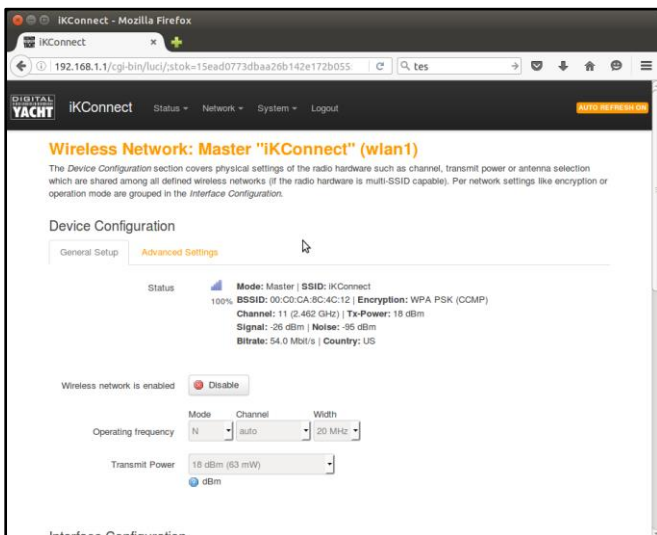 iKConnect - Mozilla Firefox
iKConnect
192.168.1.1/cgi-bin/luci/;stok=15ead0773dbaa26b142e172b055
tes
DIGITAL
YACHT
iKConnect Status Network System Logout
AUTO REFRESH ON
Wireless Network: Master "iKConnect" (wlan1)
The Device Configuration section covers physical settings of the radio hardware such as channel, transmit power or antenna selection
which are shared among all defined wireless networks (if the radio hardware is multi-SSID capable). Per network settings like encryption or
operation mode are grouped in the Interface Configuration.
Device Configuration
General Setup Advanced Settings
Status
100%
Mode: Master | SSID: iKConnect
BSSID: 00:C0:CA:8C:4C:12 | Encryption: WPA PSK (CCMP)
Channel: 11 (2.462 GHz) | Tx-Power: 18 dBm
Signal: -26 dBm | Noise: -95 dBm
Bitrate: 54.0 Mbit/s | Country: US
Wireless network is enabled Disable
Mode Channel Width
Operating frequency N auto 20 MHz
Transmit Power 18 dBm (63 mW)
dBm
Interface Configuration